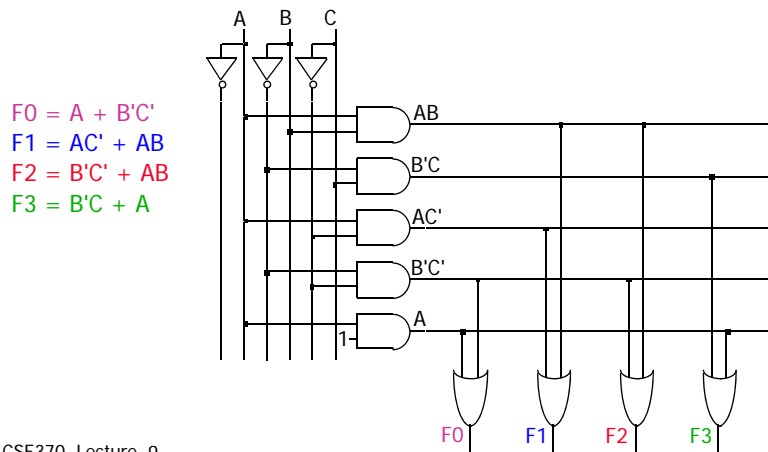 A B C
F0 = A + B'C'
F1 = AC' + AB
F2 = B'C' + AB
F3 = B'C + A
AB
B'C
AC'
B'C'
A
1
F0 F1 F2 F3